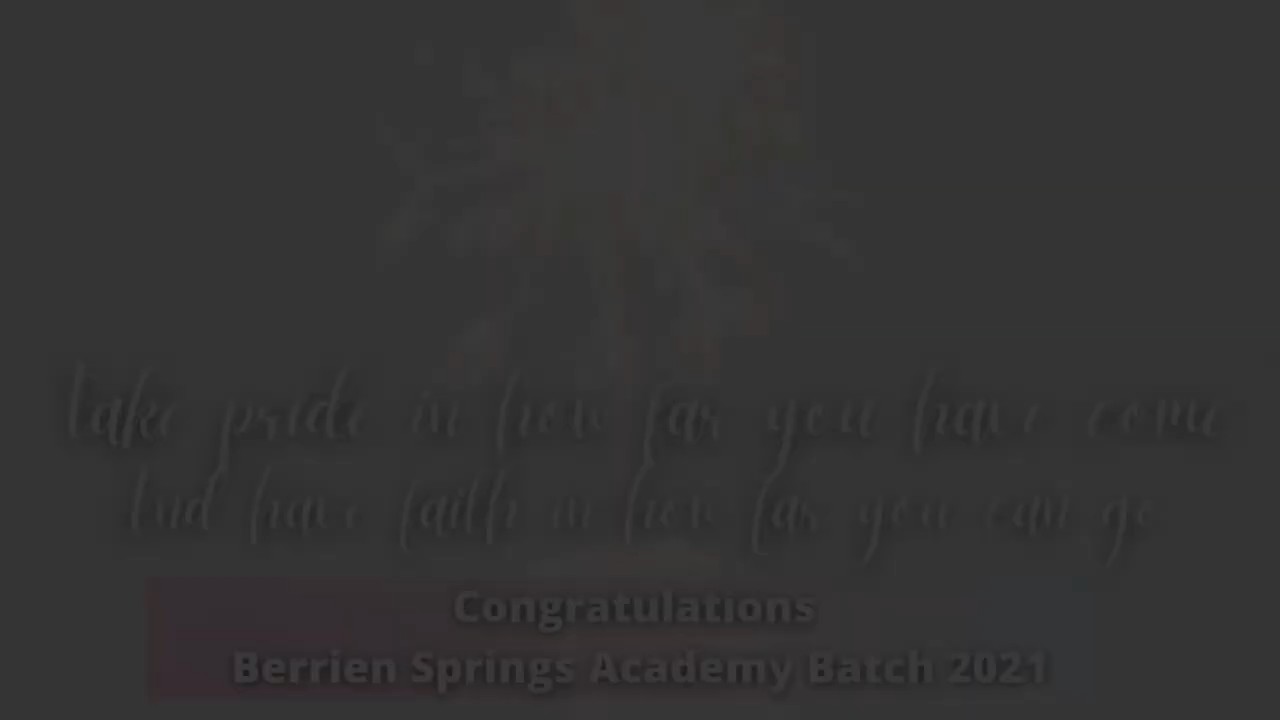 Take pride in how far you have come
And have faith in how far you can go
Congratulations
Berrien Springs Academy Batch 2021